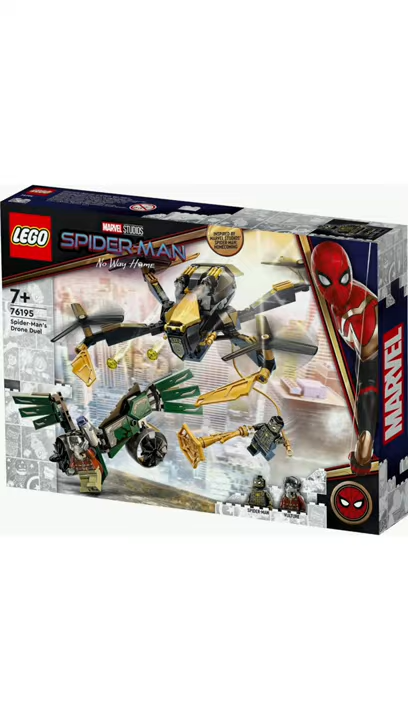 LEGO
MARVEL STUDIOS
SPIDER-MAN
No Way Home
INSPIRED BY
MARVEL STUDIOS'
SPIDER-MAN:
HOMECOMING
7+
76195
Spider-Man's
Drone Duel
MARVEL
SPIDER-MAN
VULTURE